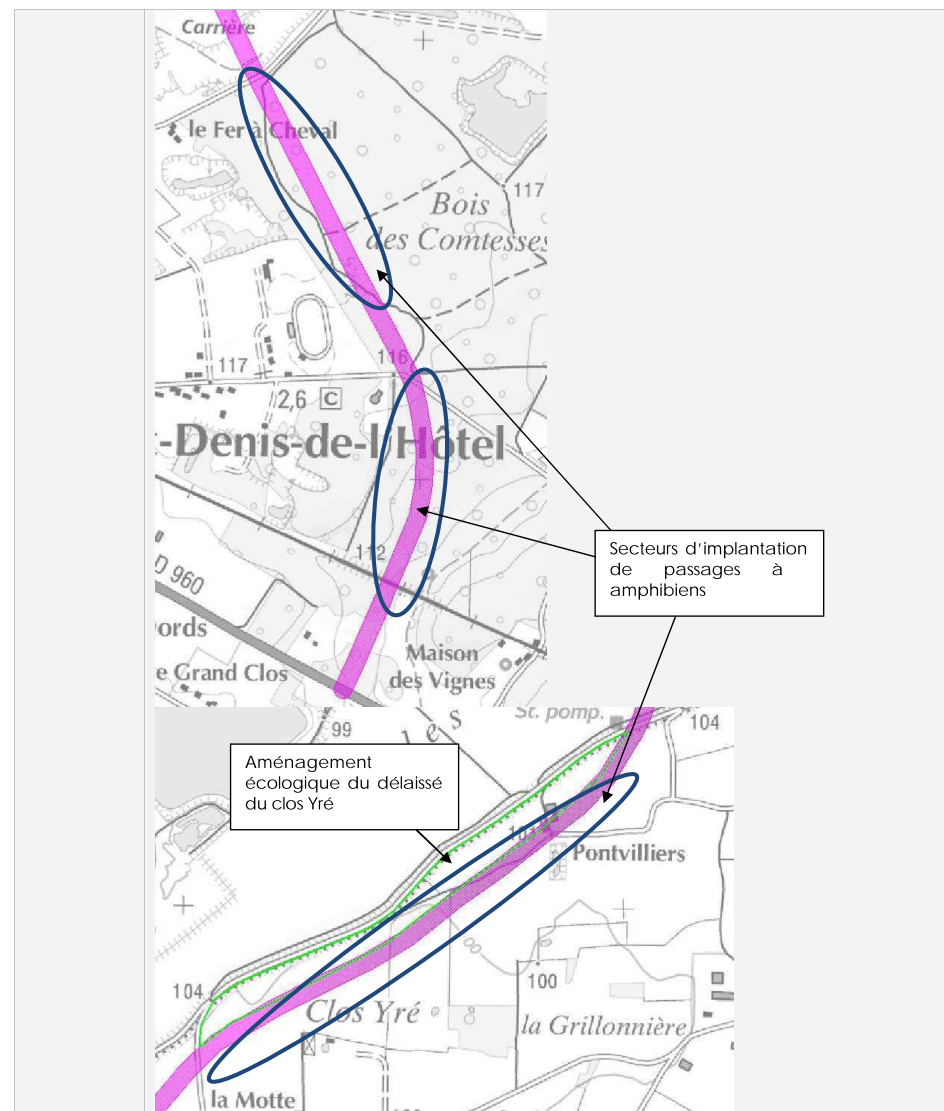 Carrière
le Fer à Cheval
117
Bois
des Comtesses
116
117
2,6 C
-Denis-de-l'Hôtel
112
D 960
ords
e Grand Clos
Maison
des Vignes
Secteurs d'implantation
de passages à
amphibiens
99
Les
St. pomp.
104
Aménagement
écologique du délaissé
du clos Yré
101
Pontvilliers
100
104
Clos Yré
la Grillonnière
la Motte